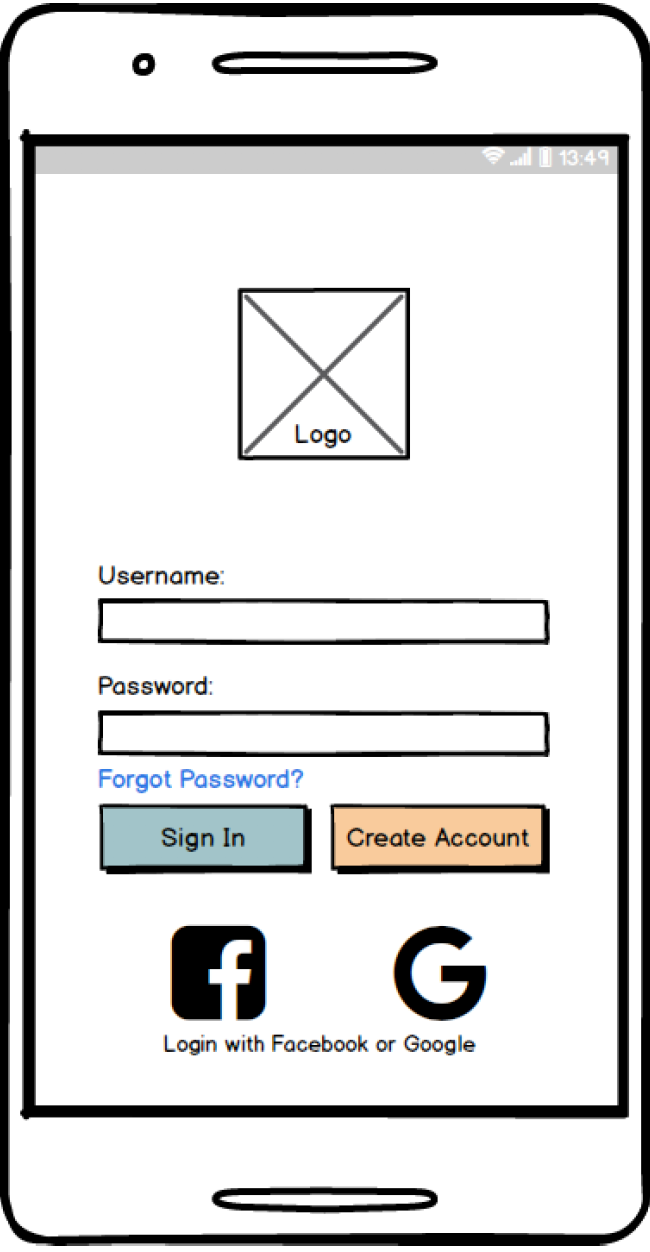 13:49
Logo
Username:
Password:
Forgot Password?
Sign In
Create Account
Login with Facebook or Google